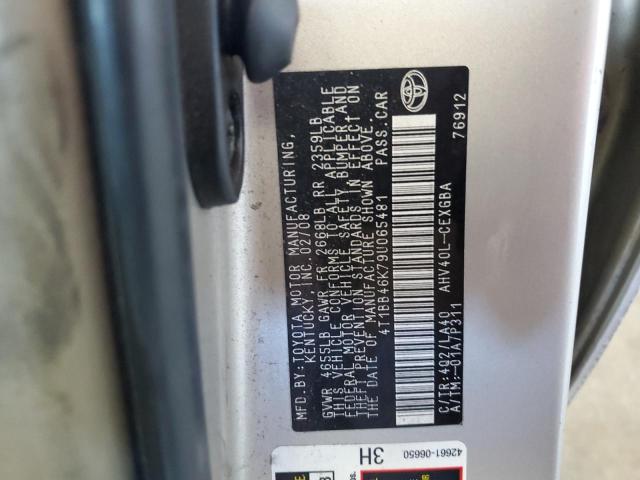 MFD. BY: TOYOTA MOTOR MANUFACTURING,
KENTUCKY, INC. 02/08
GVWR 4655LB GAWR FR 2668LB RR 2359LB
THIS VEHICLE CONFORMS TO ALL APPLICABLE
FEDERAL MOTOR VEHICLE SAFETY, BUMPER, AND
THEFT PREVENTION STANDARDS IN EFFECT ON
THE DATE OF MANUFACTURE SHOWN ABOVE.
4T1BB46K79U065481 PASS. CAR
C/TR: 402/LA40 AHV40L-CEXGBA
A/TM: -01A/P311 76912
42661-06650
3H